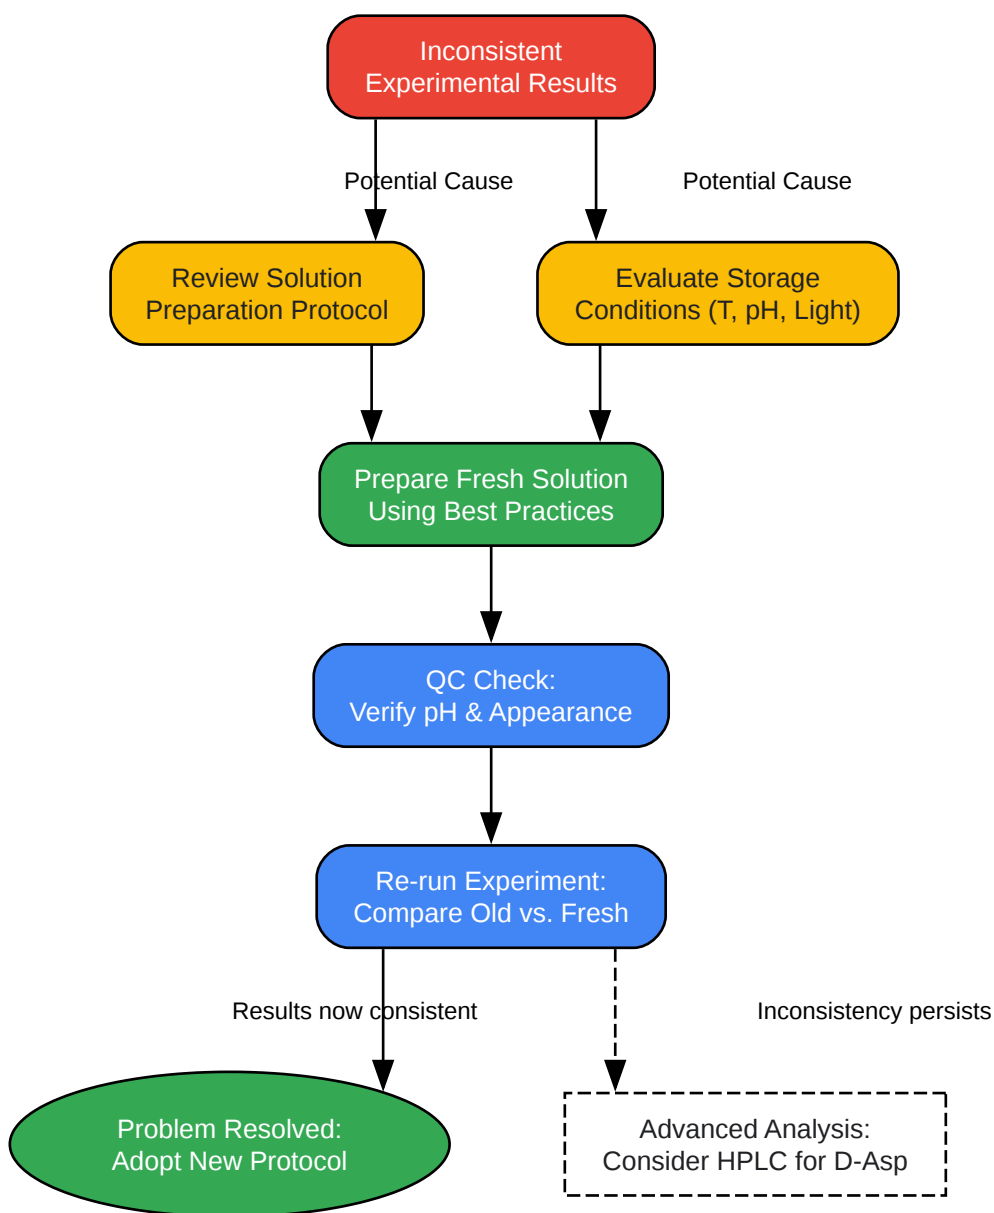 Inconsistent
Experimental Results
Potential Cause
Potential Cause
Review Solution
Preparation Protocol
Evaluate Storage
Conditions (T, pH, Light)
Prepare Fresh Solution
Using Best Practices
QC Check:
Verify pH & Appearance
Re-run Experiment:
Compare Old vs. Fresh
Results now consistent
Inconsistency persists
Problem Resolved:
Adopt New Protocol
Advanced Analysis:
Consider HPLC for D-Asp